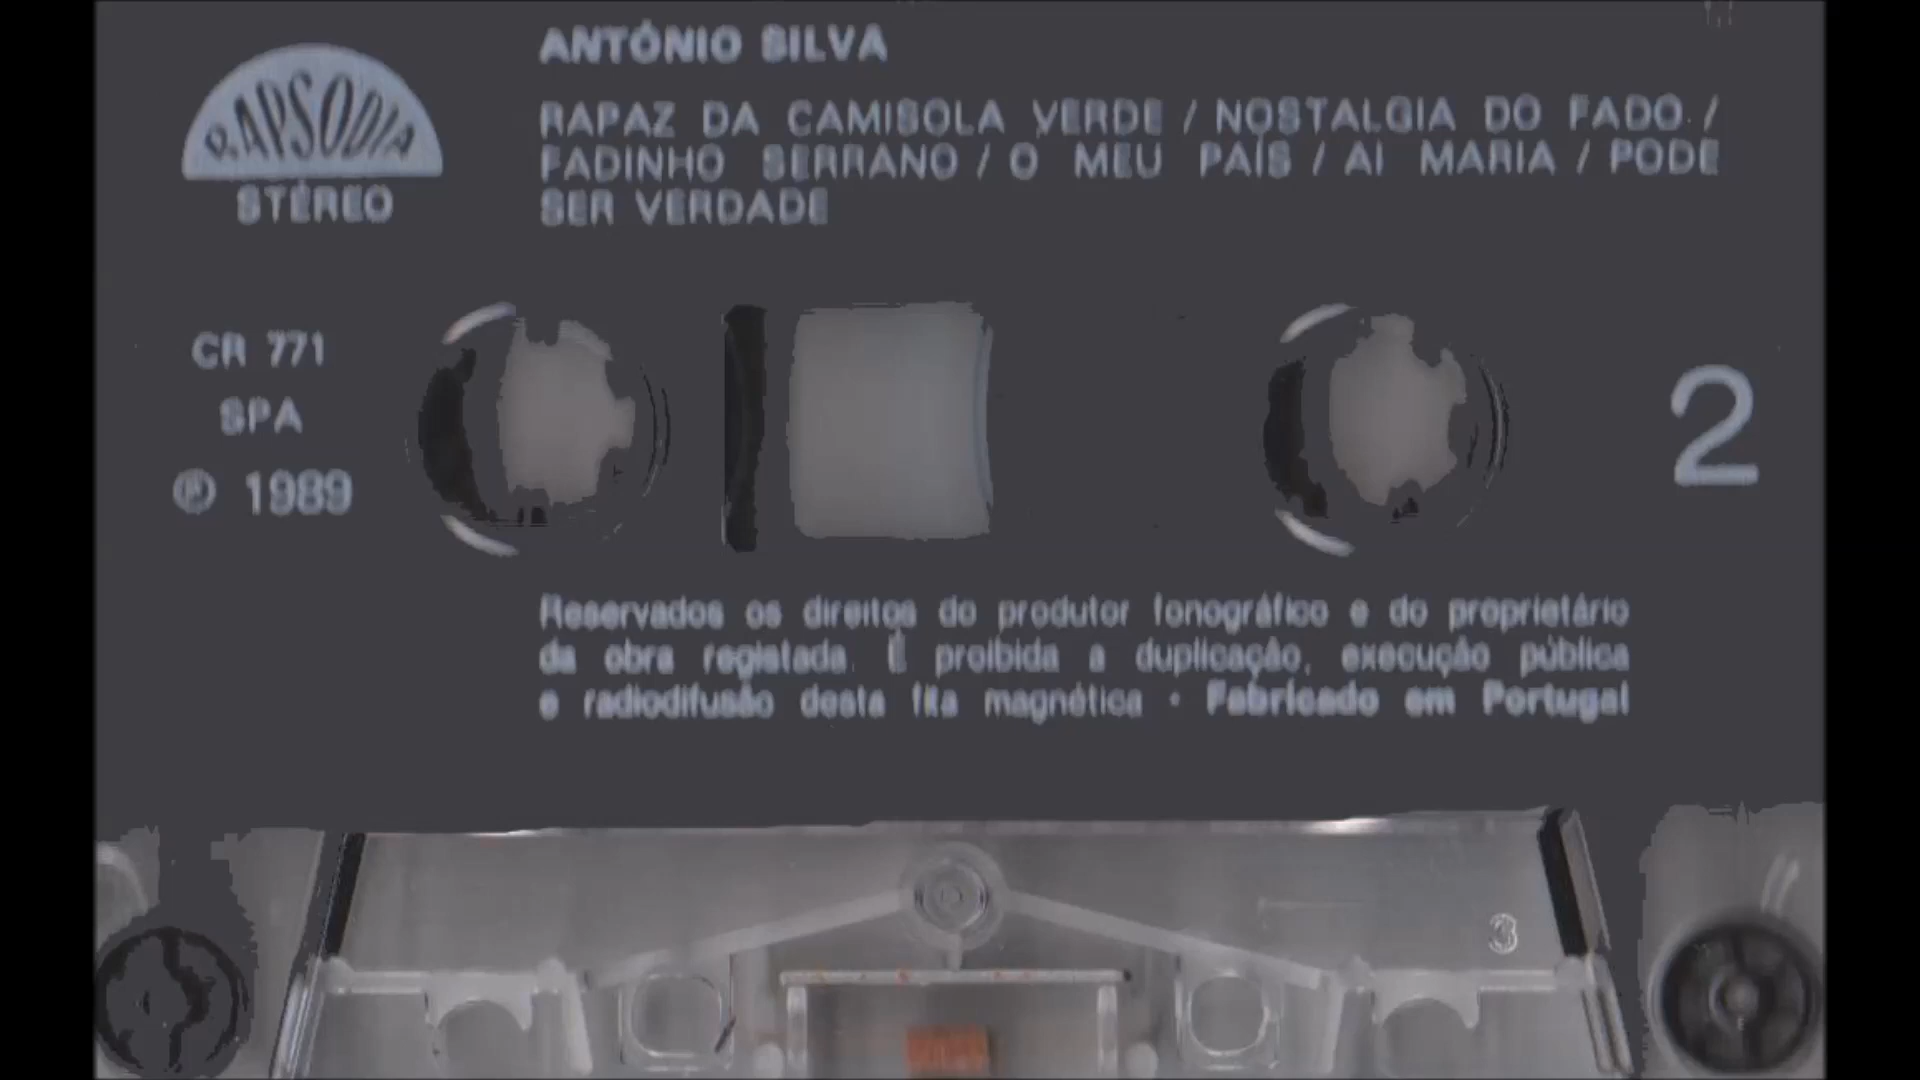 ANTÓNIO SILVA
RAPSODIA
STÉREO
RAPAZ DA CAMISOLA VERDE / NOSTALGIA DO FADO /
FADINHO SERRANO / O MEU PAÍS / AI MARIA / PODE
SER VERDADE
CR 771
SPA
Ⓟ 1989
2
Reservados os direitos do produtor fonográfico e do proprietário
da obra registada. É proibida a duplicação, execução pública
e radiodifusão desta fita magnética • Fabricado em Portugal
3